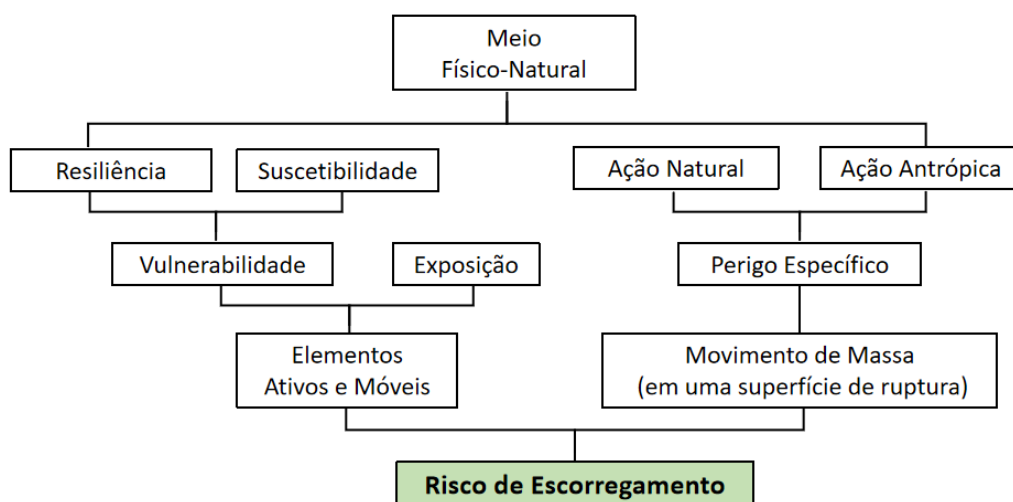 Meio
Físico-Natural
Resiliência
Suscetibilidade
Ação Natural
Ação Antrópica
Vulnerabilidade
Exposição
Perigo Específico
Elementos
Ativos e Móveis
Movimento de Massa
(em uma superfície de ruptura)
Risco de Escorregamento